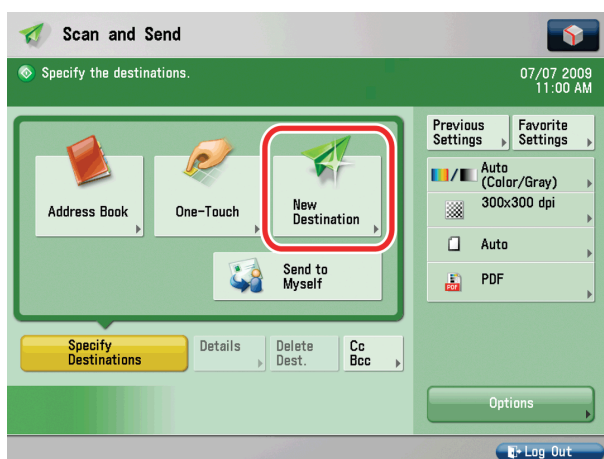 Scan and Send
Specify the destinations.
07/07 2009
11:00 AM
Address Book
One-Touch
New
Destination
Send to
Myself
Specify
Destinations
Details
Delete
Dest.
Cc
Bcc
Previous
Settings
Favorite
Settings
Auto
(Color/Gray)
300x300 dpi
Auto
PDF
PDF
Options
Log Out